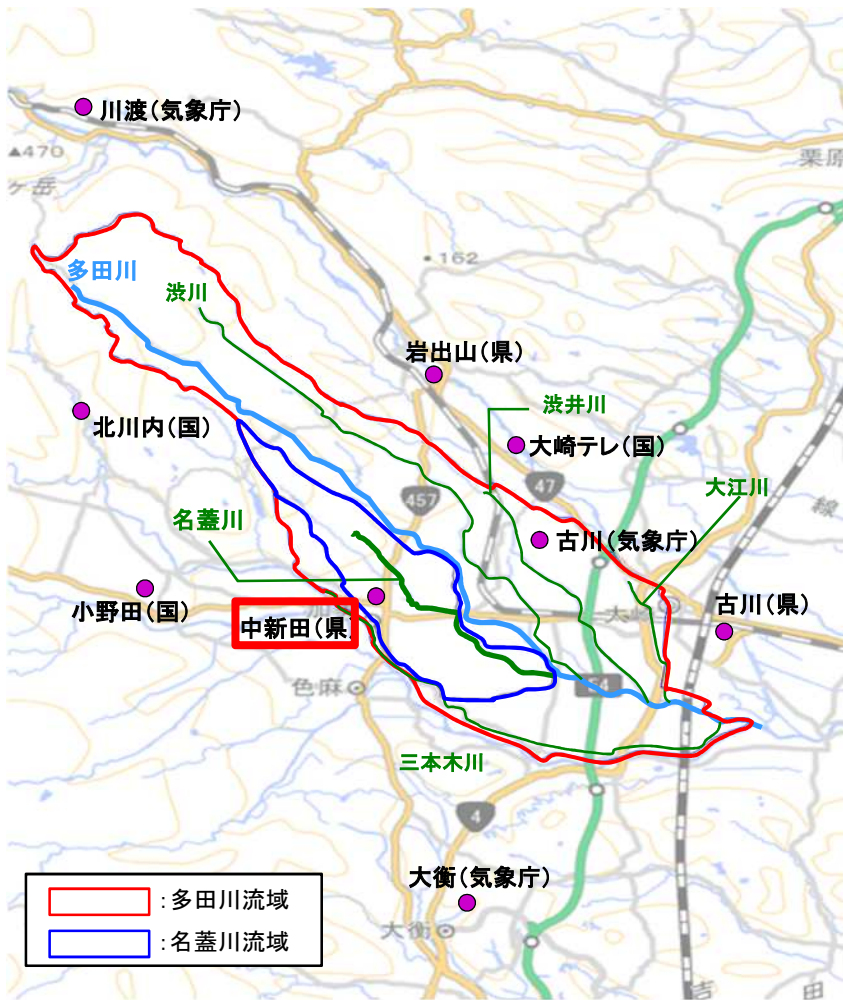 川渡(気象庁)
▲470
ケ岳
栗原
162
多田川
渋川
岩出山(県)
渋井川
北川内(国)
大崎テレ(国)
457
47
大江川
名蓋川
線
古川(気象庁)
小野田(国)
古川(県)
中新田(県
色麻
三本木川
4
大衡(気象庁)
大衡
:多田川流域
:名蓋川流域
吉
田